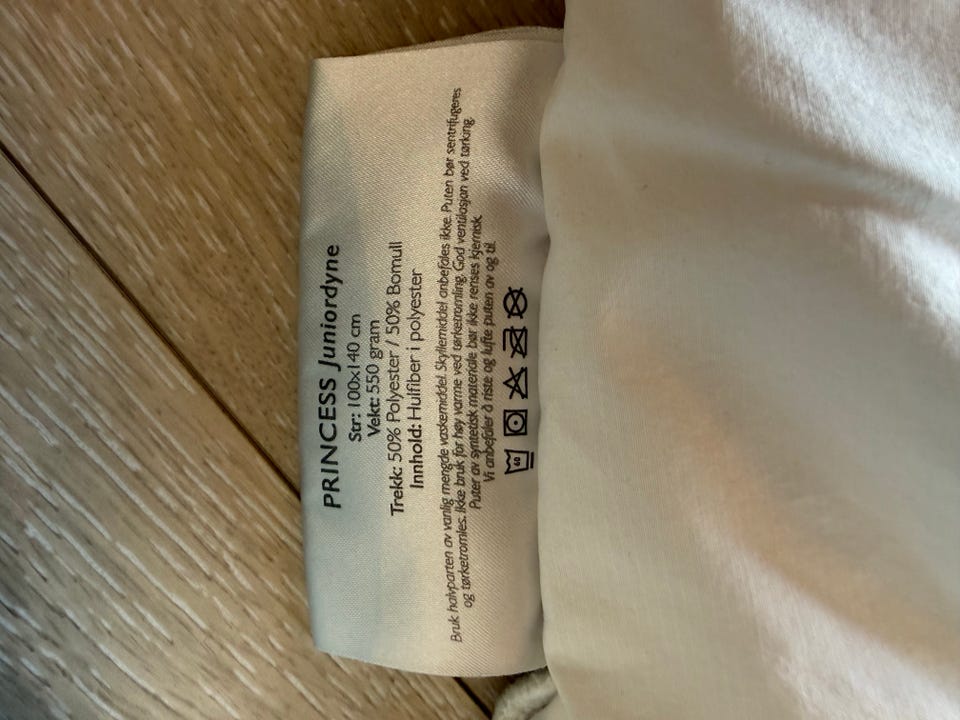 PRINCESS Juniordyne
Str: 100x140 cm
Vekt: 550 gram
Trekk: 50% Polyester / 50% Bomull
Innhold: Hulfiber i polyester
Bruk halvparten av vanlig mengde vaskemiddel. Skyllemiddel anbefales ikke. Puten bør sentrifugeres
og tørketromles. Ikke bruk for høy varme ved tørketromling. God ventilasjon ved tørking.
Puter av syntetisk materiale bør ikke renses kjemisk.
Vi anbefaler å riste og lufte puten av og til.
60